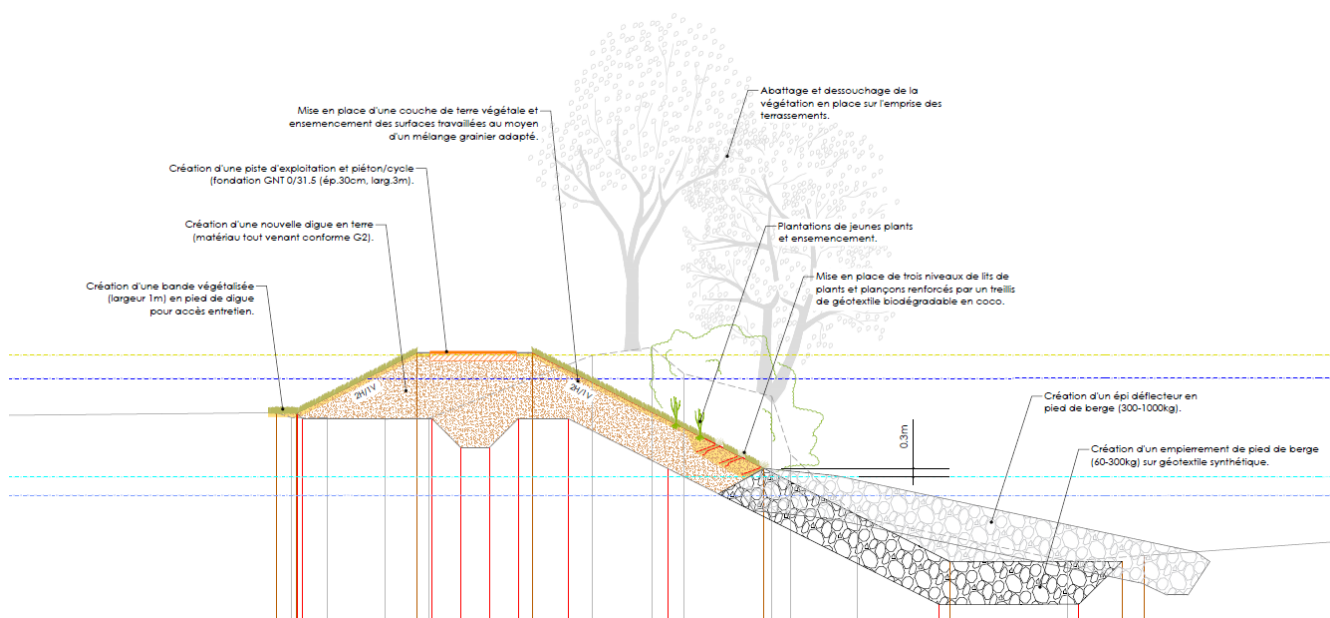 Abattage et dessouchage de la
végétation en place sur l'emprise des
terrassements.
Mise en place d'une couche de terre végétale et
ensemencement des surfaces travaillées au moyen
d'un mélange grainier adapté.
Création d'une piste d'exploitation et piéton/cycle
(fondation GNT 0/31.5 (ép.30cm, larg.3m).
Création d'une nouvelle digue en terre
(matériau tout venant conforme G2).
Plantations de jeunes plants
et ensemencement.
Création d'une bande végétalisée
(largeur 1m) en pied de digue
pour accès entretien.
Mise en place de trois niveaux de lits de
plants et plançons renforcés par un treillis
de géotextile biodégradable en coco.
2H/1V
2H/1V
Création d'un épi déflecteur en
pied de berge (300-1000kg).
0.3m
Création d'un empierrement de pied de berge
(60-300kg) sur géotextile synthétique.